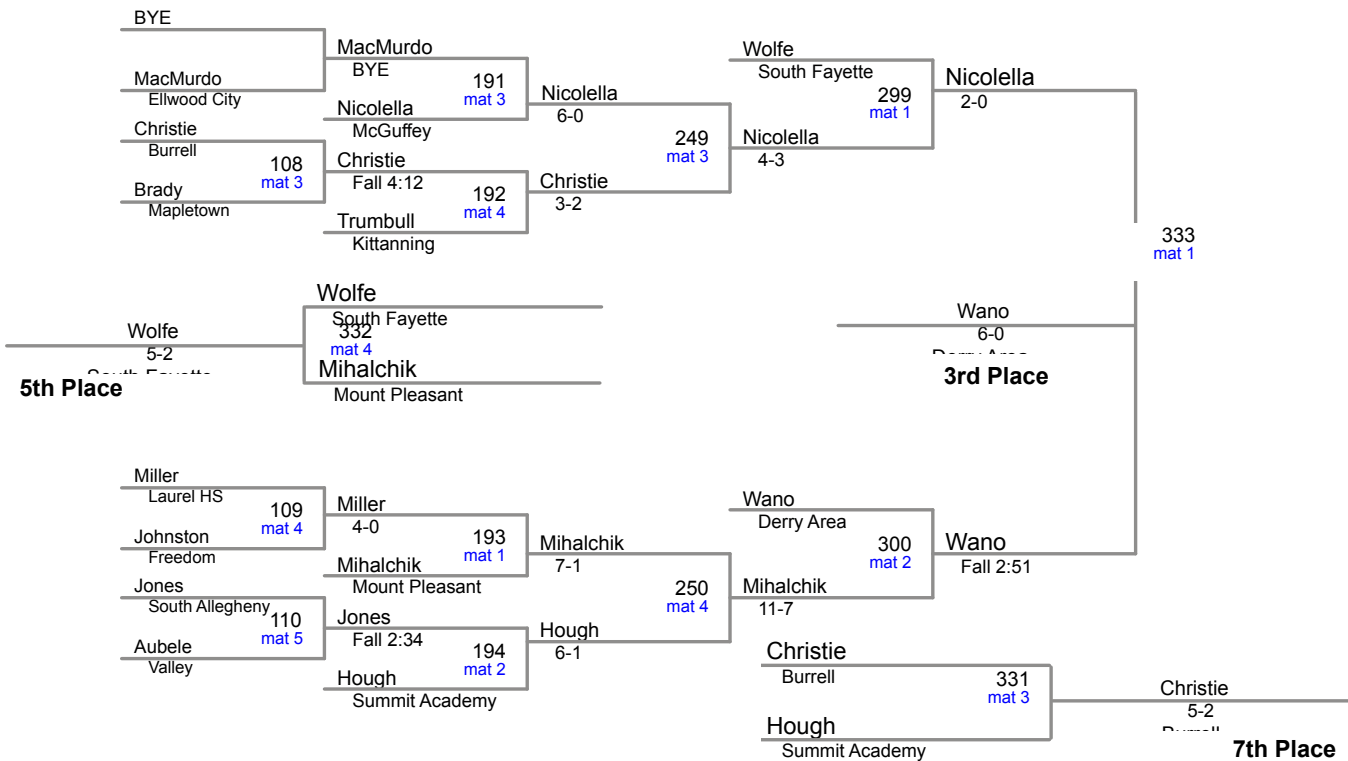 BYE
MacMurdo
Ellwood City
Christie
Burrell
108
mat 3
Brady
Mapletown
MacMurdo
BYE
191
mat 3
Nicolella
McGuffey
Christie
Fall 4:12
192
mat 4
Trumbull
Kittanning
Nicolella
6-0
249
mat 3
Christie
3-2
Wolfe
South Fayette
299
mat 1
Nicolella
4-3
Nicolella
2-0
333
mat 1
Wolfe
South Fayette
332
mat 4
Mihalchik
Mount Pleasant
Wolfe
5-2
South Fayette
5th Place
Wano
6-0
Derry Area
3rd Place
Miller
Laurel HS
109
mat 4
Johnston
Freedom
Jones
South Allegheny
110
mat 5
Aubele
Valley
Miller
4-0
193
mat 1
Mihalchik
Mount Pleasant
Jones
Fall 2:34
194
mat 2
Hough
Summit Academy
Mihalchik
7-1
250
mat 4
Hough
6-1
Wano
Derry Area
300
mat 2
Mihalchik
11-7
Wano
Fall 2:51
Christie
Burrell
331
mat 3
Hough
Summit Academy
Christie
5-2
Burrell
7th Place